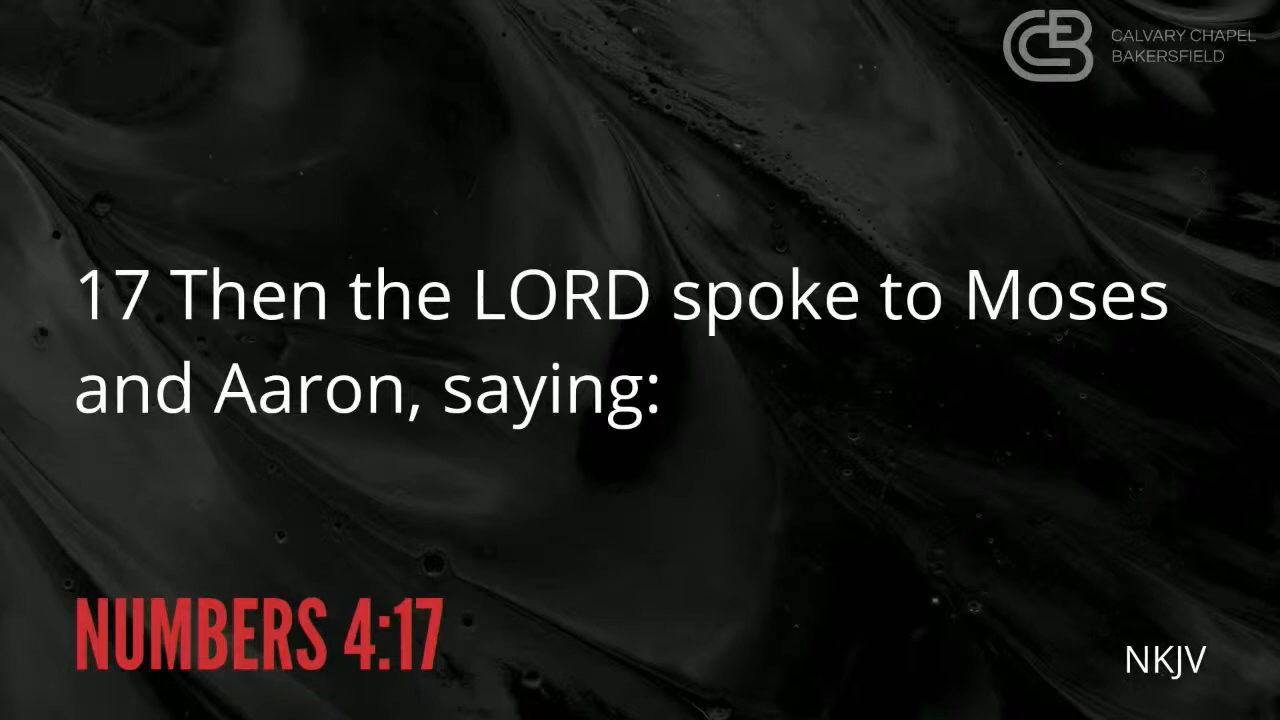 CALVARY CHAPEL
BAKERSFIELD
17 Then the LORD spoke to Moses
and Aaron, saying:
NUMBERS 4:17
NKJV